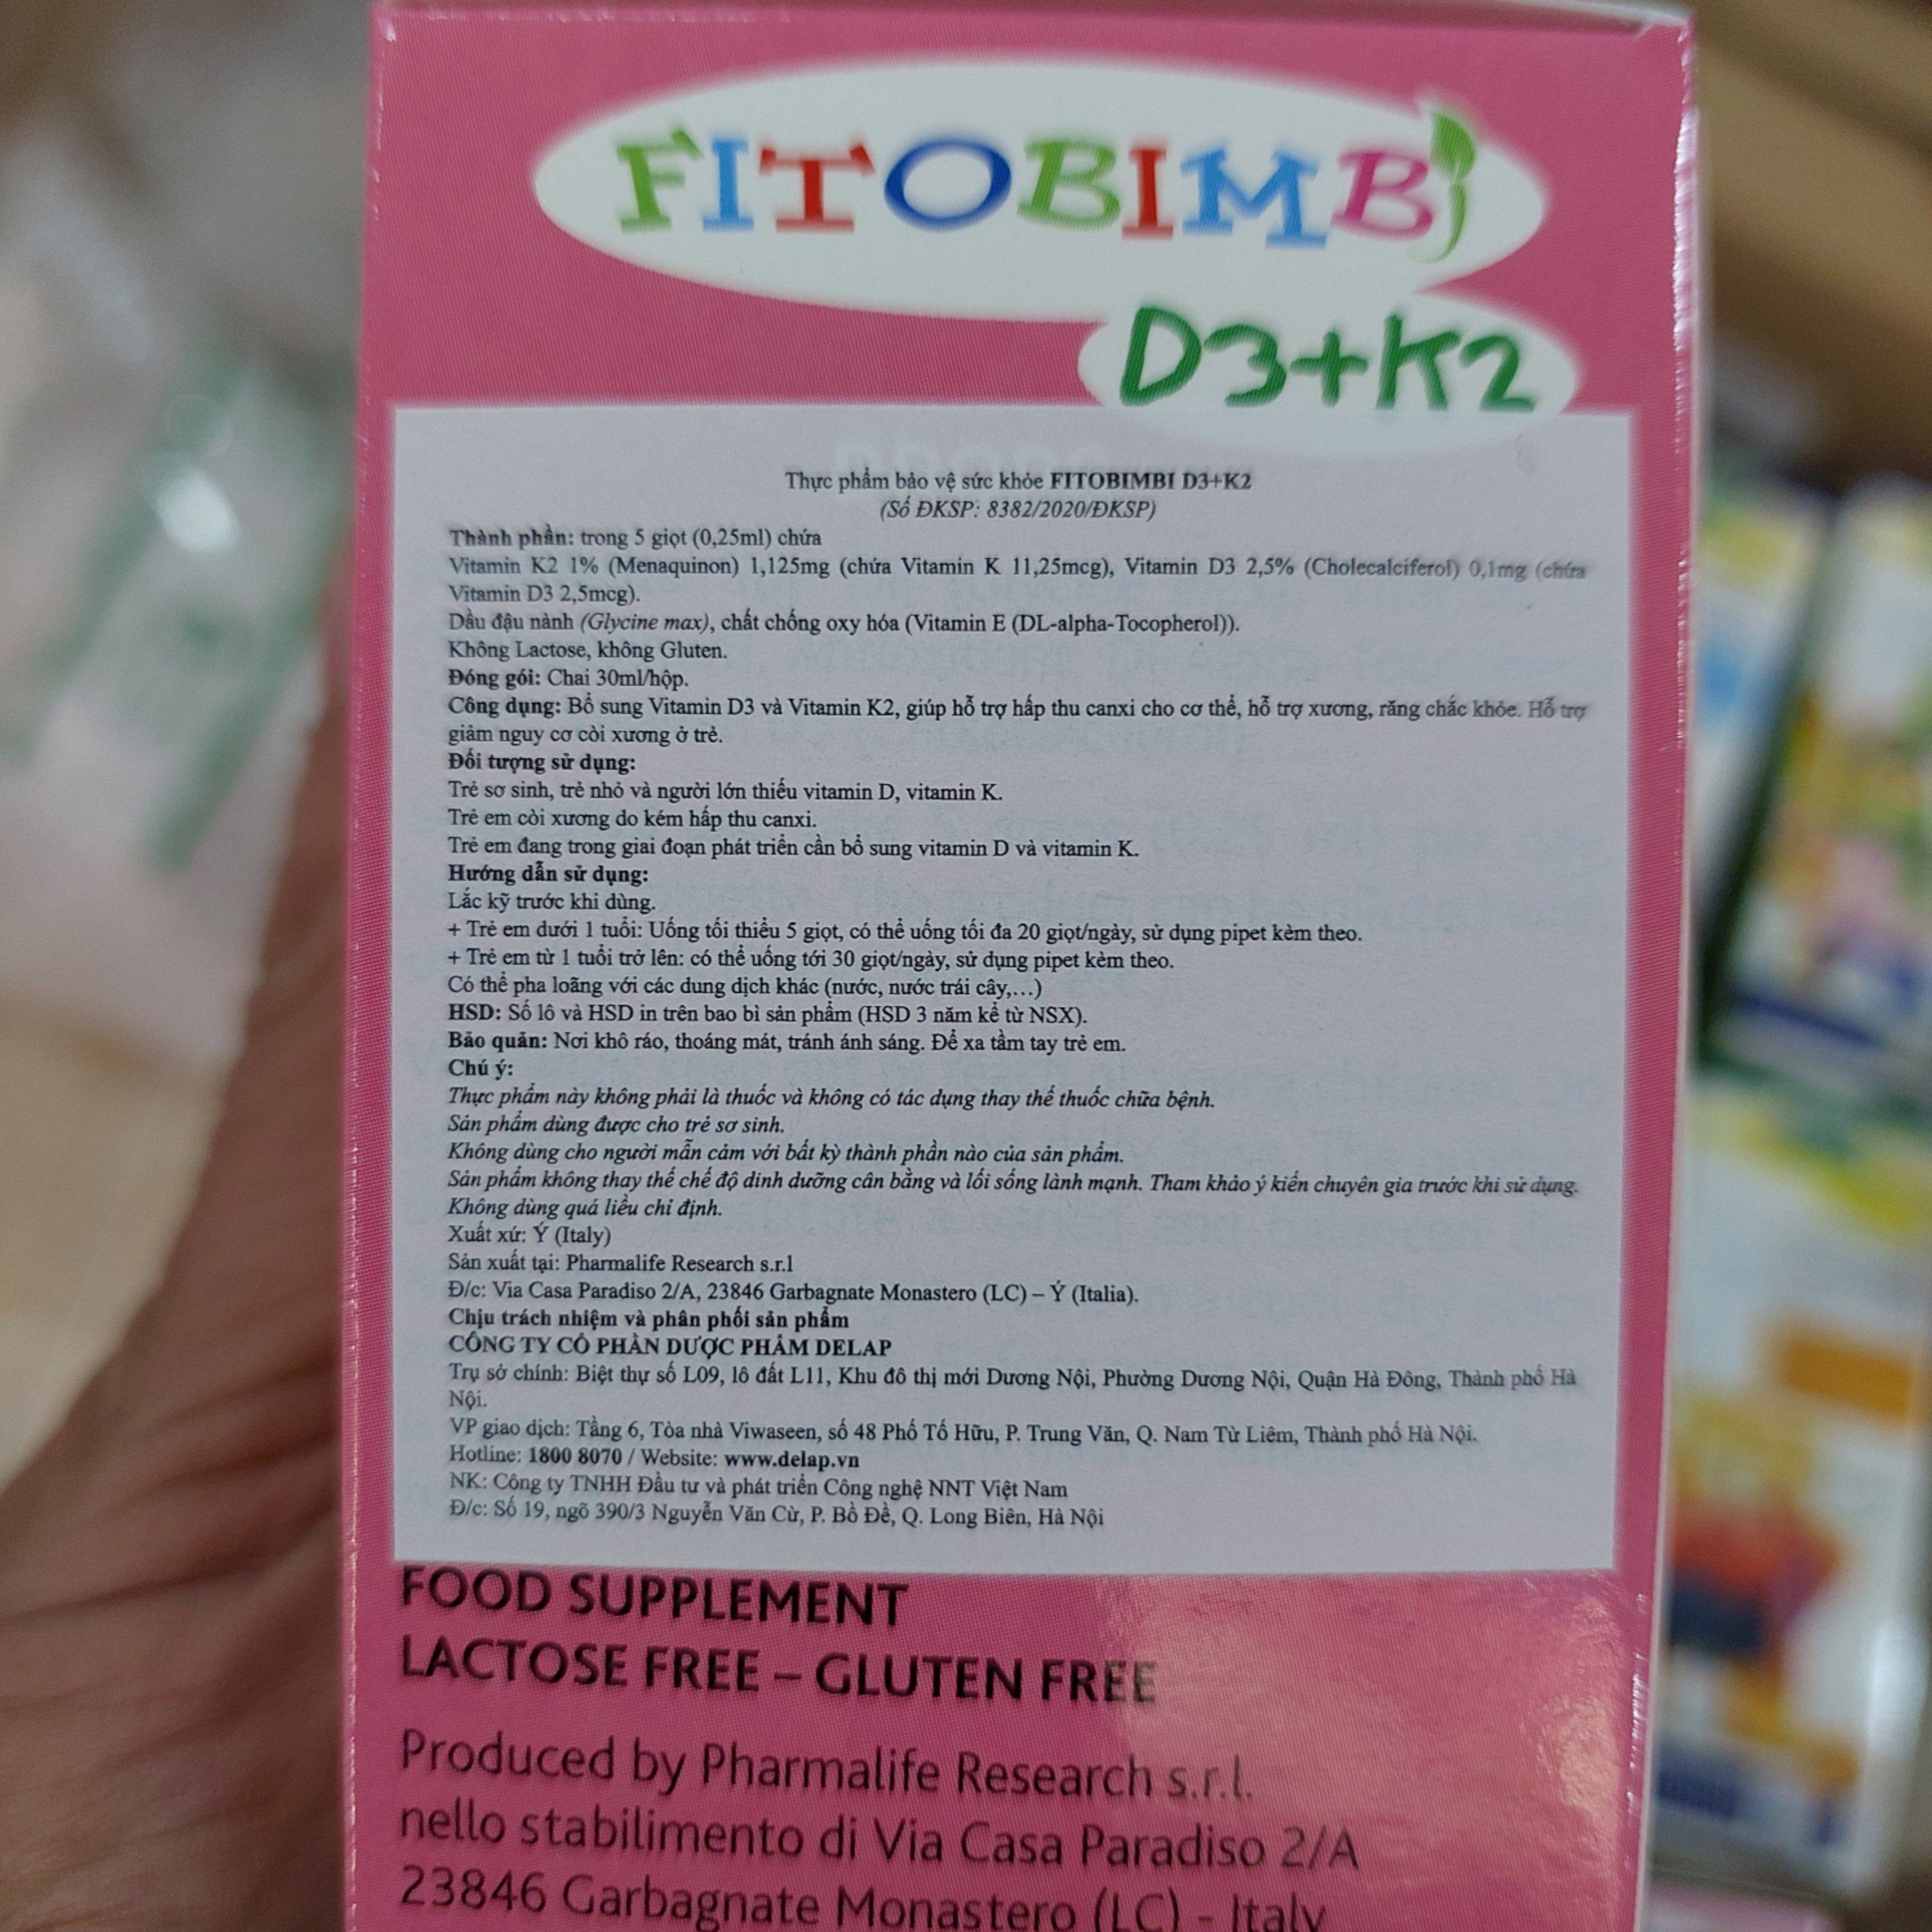 FITOBIMBi
D3+K2
Thực phẩm bảo vệ sức khỏe FITOBIMBI D3+K2
(Số ĐKSP: 8382/2020/ĐKSP)
Thành phần: trong 5 giọt (0,25ml) chứa
Vitamin K2 1% (Menaquinon) 1,125mg (chứa Vitamin K 11,25mcg), Vitamin D3 2,5% (Cholecalciferol) 0,1mg (chứa
Vitamin D3 2,5mcg).
Dầu đậu nành (Glycine max), chất chống oxy hóa (Vitamin E (DL-alpha-Tocopherol)).
Không Lactose, không Gluten.
Đóng gói: Chai 30ml/hộp.
Công dụng: Bổ sung Vitamin D3 và Vitamin K2, giúp hỗ trợ hấp thu canxi cho cơ thể, hỗ trợ xương, răng chắc khỏe. Hỗ trợ
giảm nguy cơ còi xương ở trẻ.
Đối tượng sử dụng:
Trẻ sơ sinh, trẻ nhỏ và người lớn thiếu vitamin D, vitamin K.
Trẻ em còi xương do kém hấp thu canxi.
Trẻ em đang trong giai đoạn phát triển cần bổ sung vitamin D và vitamin K.
Hướng dẫn sử dụng:
Lắc kỹ trước khi dùng.
+ Trẻ em dưới 1 tuổi: Uống tối thiểu 5 giọt, có thể uống tối đa 20 giọt/ngày, sử dụng pipet kèm theo.
+ Trẻ em từ 1 tuổi trở lên: có thể uống tới 30 giọt/ngày, sử dụng pipet kèm theo.
Có thể pha loãng với các dung dịch khác (nước, nước trái cây,...)
HSD: Số lô và HSD in trên bao bì sản phẩm (HSD 3 năm kể từ NSX).
Bảo quản: Nơi khô ráo, thoáng mát, tránh ánh sáng. Để xa tầm tay trẻ em.
Chú ý:
Thực phẩm này không phải là thuốc và không có tác dụng thay thế thuốc chữa bệnh.
Sản phẩm dùng được cho trẻ sơ sinh.
Không dùng cho người mẫn cảm với bất kỳ thành phần nào của sản phẩm.
Sản phẩm không thay thế chế độ dinh dưỡng cân bằng và lối sống lành mạnh. Tham khảo ý kiến chuyên gia trước khi sử dụng.
Không dùng quá liều chỉ định.
Xuất xứ: Ý (Italy)
Sản xuất tại: Pharmalife Research s.r.l
Đ/c: Via Casa Paradiso 2/A, 23846 Garbagnate Monastero (LC) – Ý (Italia).
Chịu trách nhiệm và phân phối sản phẩm
CÔNG TY CỔ PHẦN DƯỢC PHẨM DELAP
Trụ sở chính: Biệt thự số L09, lô đất L11, Khu đô thị mới Dương Nội, Phường Dương Nội, Quận Hà Đông, Thành phố Hà
Nội.
VP giao dịch: Tầng 6, Tòa nhà Viwaseen, số 48 Phố Tố Hữu, P. Trung Văn, Q. Nam Từ Liêm, Thành phố Hà Nội.
Hotline: 1800 8070 / Website: www.delap.vn
NK: Công ty TNHH Đầu tư và phát triển Công nghệ NNT Việt Nam
Đ/c: Số 19, ngõ 390/3 Nguyễn Văn Cừ, P. Bồ Đề, Q. Long Biên, Hà Nội
FOOD SUPPLEMENT
LACTOSE FREE – GLUTEN FREE
Produced by Pharmalife Research s.r.l.
nello stabilimento di Via Casa Paradiso 2/A
23846 Garbagnate Monastero (LC) - Italy